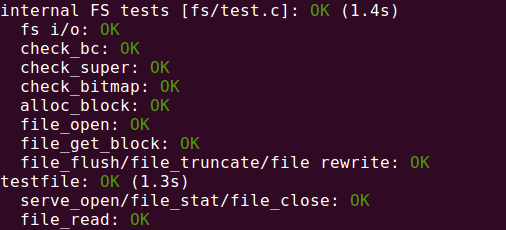 internal FS tests [fs/test.c]: OK (1.4s)
fs i/o: OK
check_bc: OK
check_super: OK
check_bitmap: OK
alloc_block: OK
file_open: OK
file_get_block: OK
file_flush/file_truncate/file rewrite: OK
testfile: OK (1.3s)
serve_open/file_stat/file_close: OK
file_read: OK